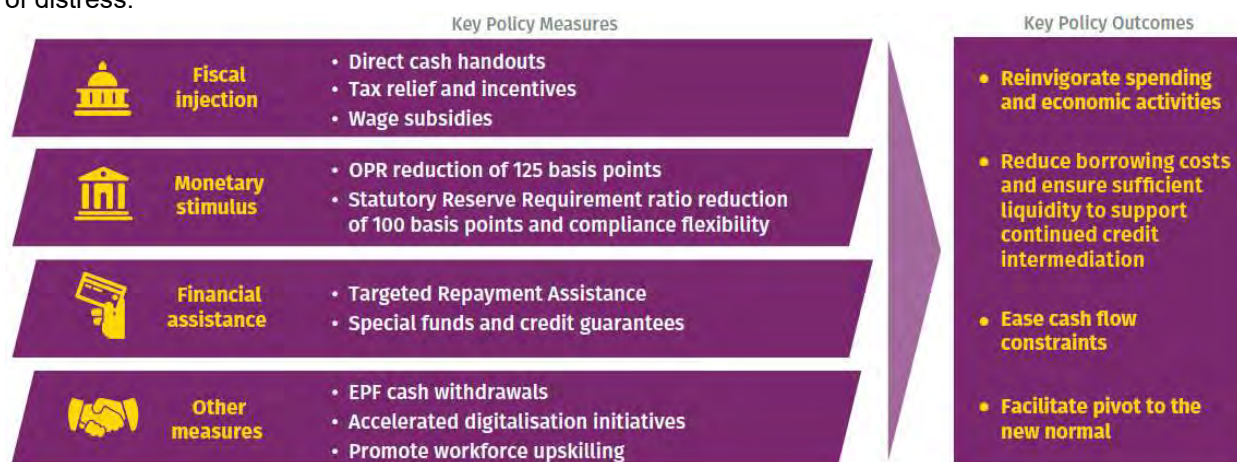 of distress.
Key Policy Measures
Key Policy Outcomes
Fiscal
injection
• Direct cash handouts
• Tax relief and incentives
• Wage subsidies
Monetary
stimulus
• OPR reduction of 125 basis points
• Statutory Reserve Requirement ratio reduction
of 100 basis points and compliance flexibility
Financial
assistance
• Targeted Repayment Assistance
• Special funds and credit guarantees
Other
measures
• EPF cash withdrawals
• Accelerated digitalisation initiatives
• Promote workforce upskilling
• Reinvigorate spending
and economic activities
• Reduce borrowing costs
and ensure sufficient
liquidity to support
continued credit
intermediation
• Ease cash flow
constraints
• Facilitate pivot to the
new normal